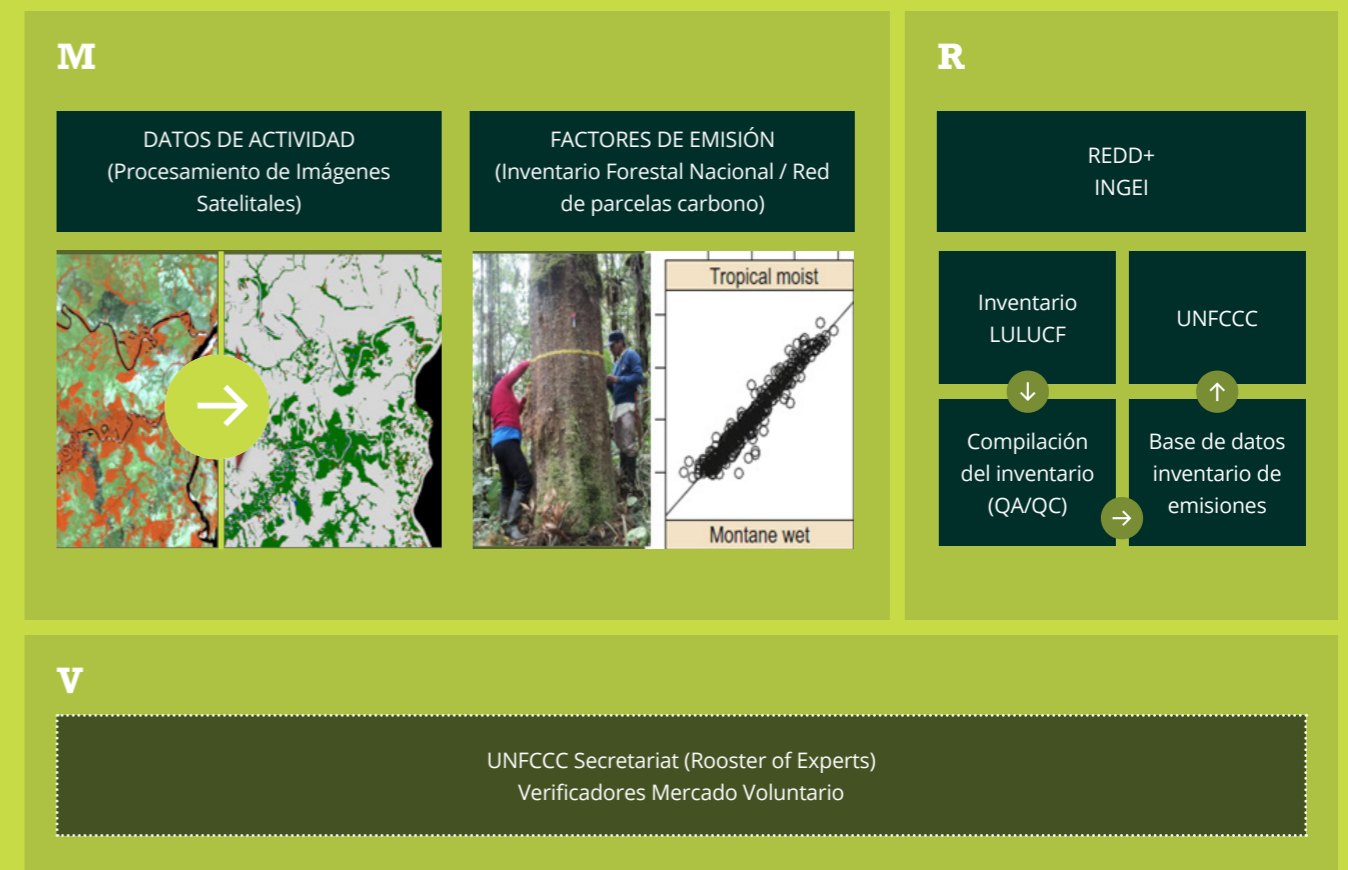 M
DATOS DE ACTIVIDAD
(Procesamiento de Imágenes
Satelitales)
FACTORES DE EMISIÓN
(Inventario Forestal Nacional / Red
de parcelas carbono)
Tropical moist
Montane wet
R
REDD+
INGEI
Inventario
LULUCF
UNFCCC
Compilación
del inventario
(QA/QC)
Base de datos
inventario de
emisiones
V
UNFCCC Secretariat (Rooster of Experts)
Verificadores Mercado Voluntario